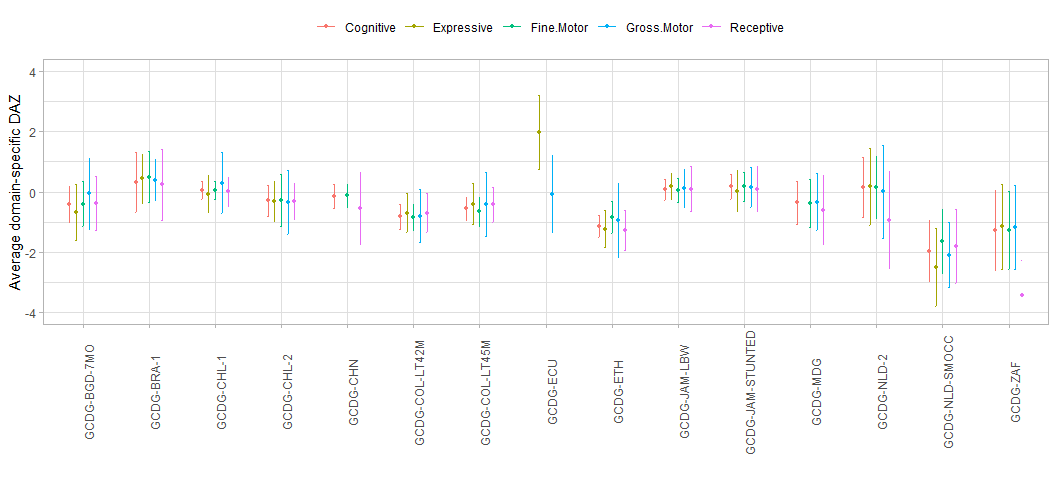 Cognitive Expressive Fine.Motor Gross.Motor Receptive
Average domain-specific DAZ
4
2
0
-2
-4
GCDG-BGD-7MO
GCDG-BRA-1
GCDG-CHL-1
GCDG-CHL-2
GCDG-CHN
GCDG-COL-LT42M
GCDG-COL-LT45M
GCDG-ECU
GCDG-ETH
GCDG-JAM-LBW
GCDG-JAM-STUNTED
GCDG-MDG
GCDG-NLD-2
GCDG-NLD-SMOCC
GCDG-ZAF